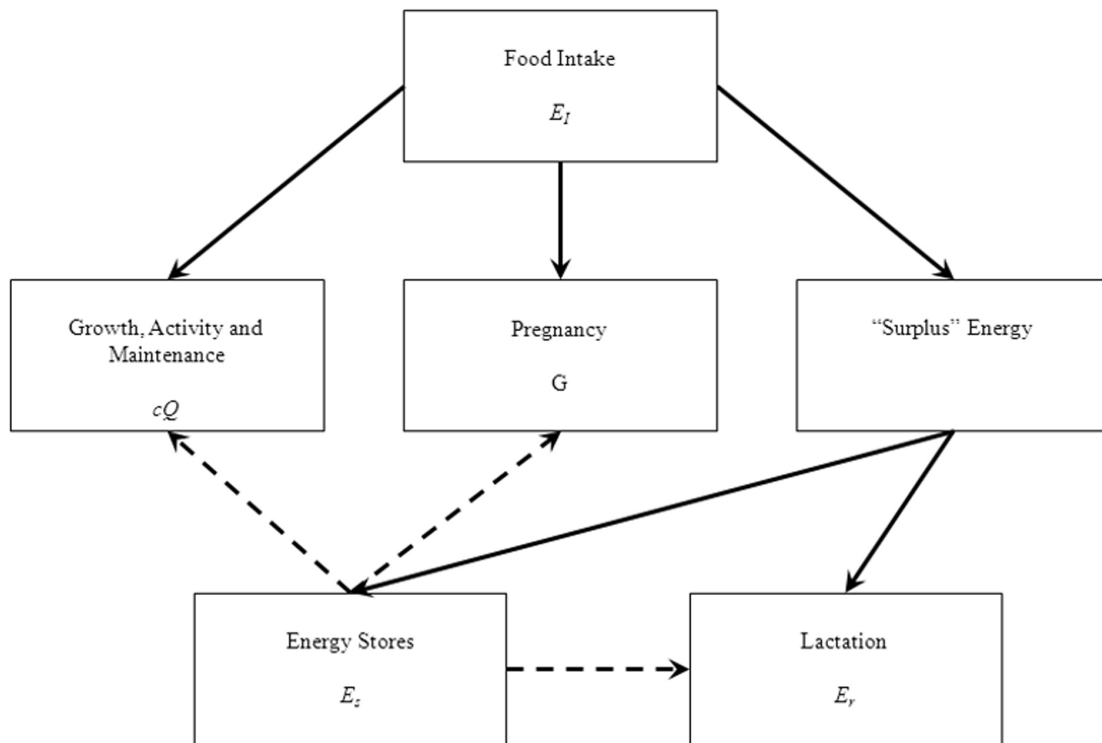 Food Intake
E_I
Growth, Activity and
Maintenance
cQ
Pregnancy
G
“Surplus” Energy
Energy Stores
E_s
Lactation
E_r